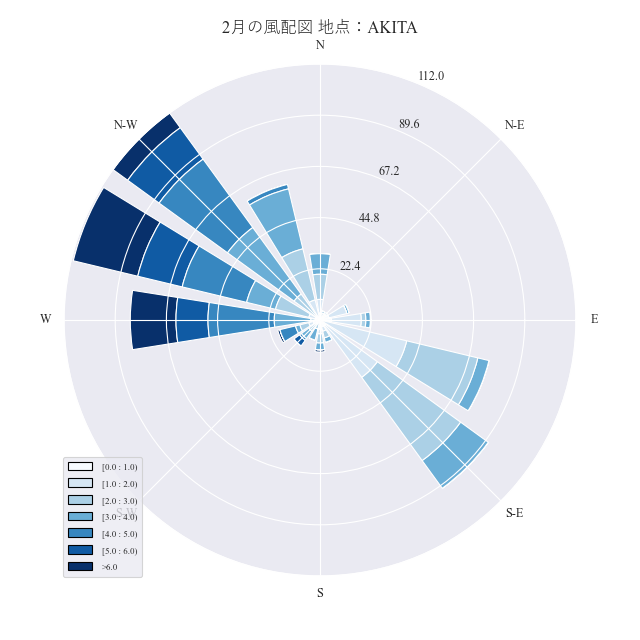 2月の風配図 地点：AKITA
N
112.0
N-W
89.6
N-E
67.2
44.8
22.4
W
E
[0.0 : 1.0)
[1.0 : 2.0)
[2.0 : 3.0)
S-W
[3.0 : 4.0)
S-E
[4.0 : 5.0)
[5.0 : 6.0)
>6.0
S